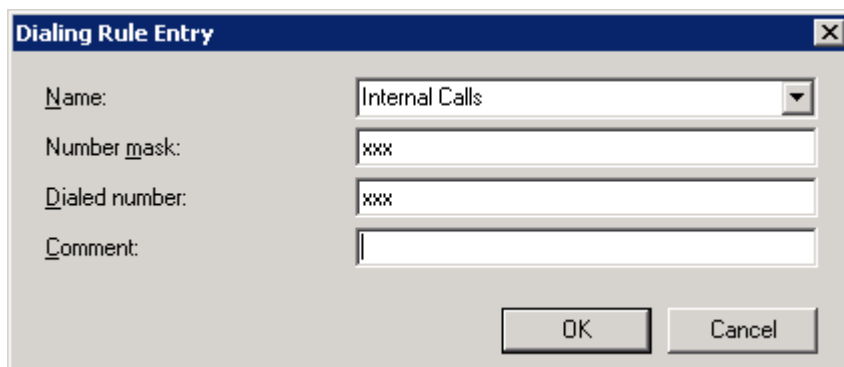 Dialing Rule Entry
Name: Internal Calls
Number mask: xxx
Dialed number: xxx
Comment:
OK Cancel